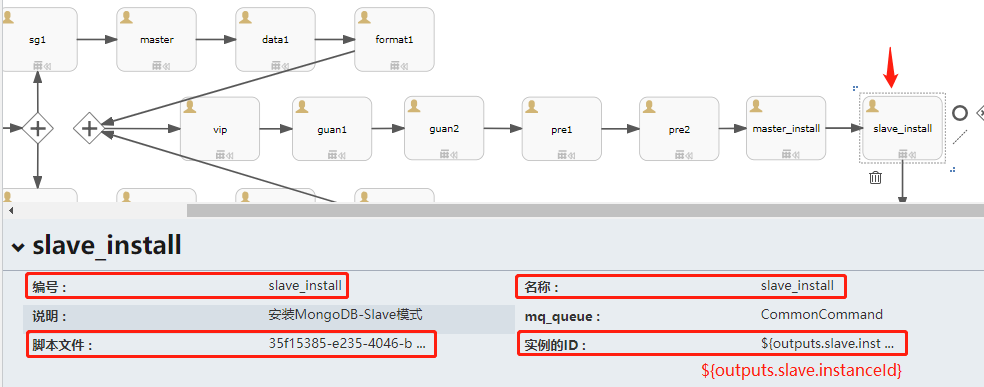 sg1
master
data1
format1
vip
guan1
guan2
pre1
pre2
master_install
slave_install
slave_install
编号： slave_install
名称： slave_install
说明： 安装MongoDB-Slave模式
mq_queue： CommonCommand
脚本文件： 35f15385-e235-4046-b ...
实例的ID： ${outputs.slave.inst ...
${outputs.slave.instanceId}